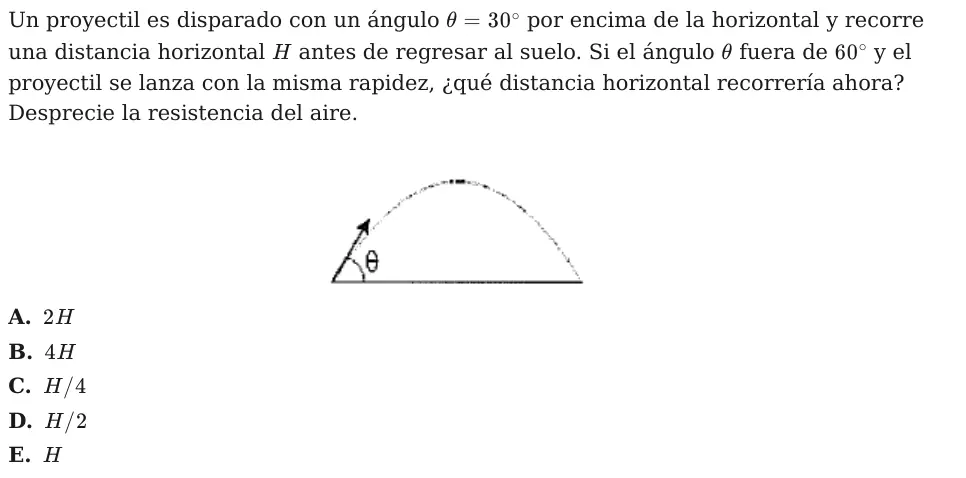 Un proyectil es disparado con un ángulo θ = 30° por encima de la horizontal y recorre
una distancia horizontal H antes de regresar al suelo. Si el ángulo θ fuera de 60° y el
proyectil se lanza con la misma rapidez, ¿qué distancia horizontal recorrería ahora?
Desprecie la resistencia del aire.
θ
A. 2H
B. 4H
C. H/4
D. H/2
E. H